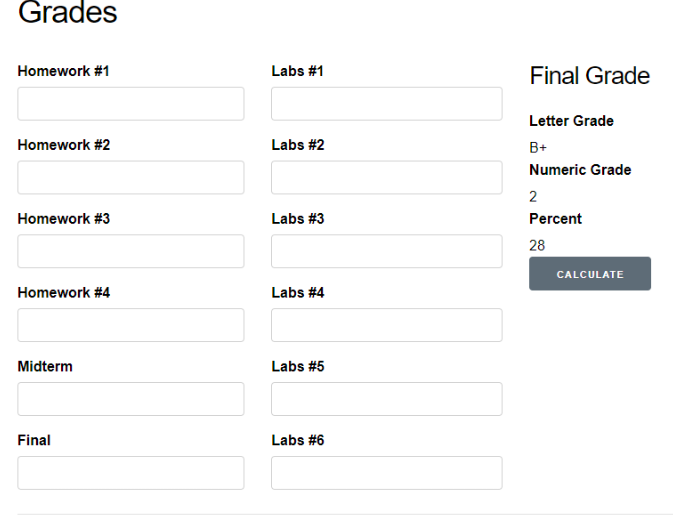 Grades
Homework #1
Homework #2
Homework #3
Homework #4
Midterm
Final
Labs #1
Labs #2
Labs #3
Labs #4
Labs #5
Labs #6
Final Grade
Letter Grade
B+
Numeric Grade
2
Percent
28
CALCULATE